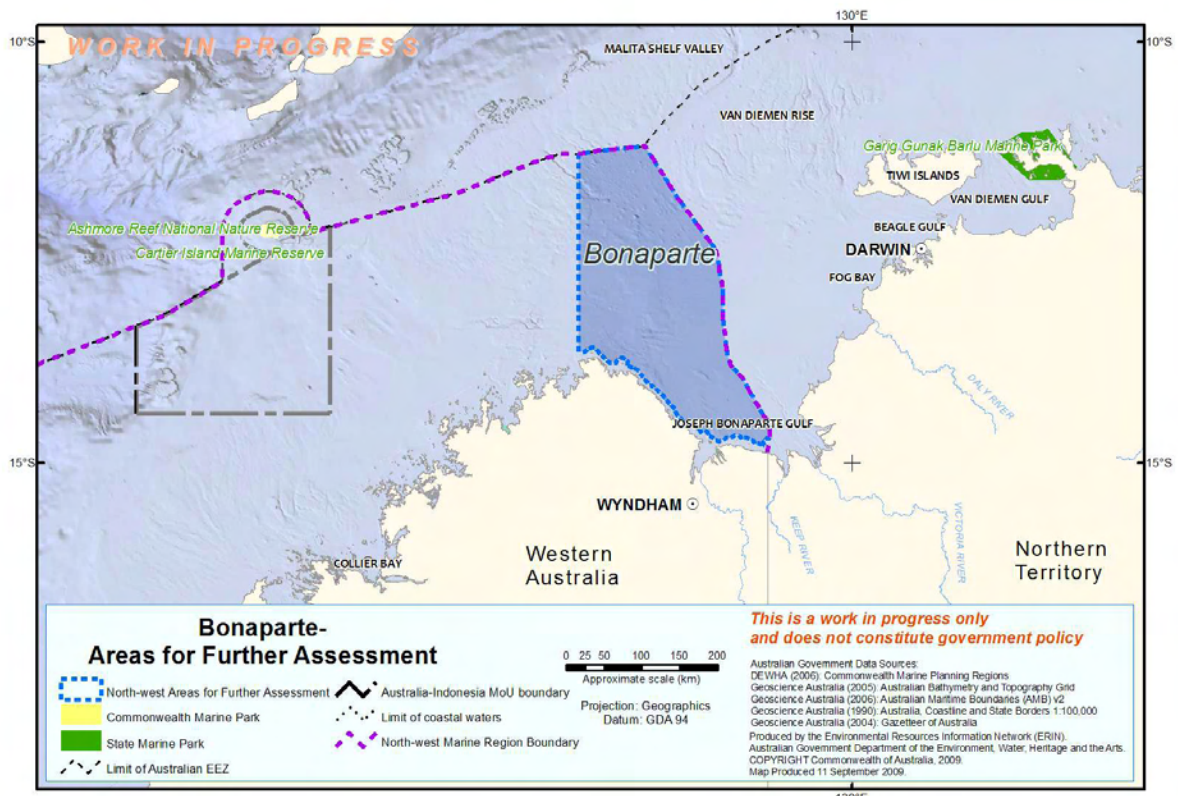 130°E
10°S
WORK IN PROGRESS
MALITA SHELF VALLEY
10°S
VAN DIEMEN RISE
Garig Gunak Barlu Marine Park
TIWI ISLANDS
VAN DIEMEN GULF
Ashmore Reef National Nature Reserve
Cartier Island Marine Reserve
BEAGLE GULF
DARWIN
Bonaparte
FOG BAY
DALY RIVER
JOSEPH BONAPARTE GULF
15°S
15°S
WYNDHAM
KEEP RIVER
VICTORIA RIVER
Western
Australia
Northern
Territory
COLLIER BAY
Bonaparte-
Areas for Further Assessment
North-west Areas for Further Assessment
Commonwealth Marine Park
State Marine Park
Limit of Australian EEZ
Australia-Indonesia MoU boundary
Limit of coastal waters
North-west Marine Region Boundary
0 25 50 100 150 200
Approximate scale (km)
Projection: Geographics
Datum: GDA 94
This is a work in progress only
and does not constitute government policy
Australian Government Data Sources:
DEWHA (2006): Commonwealth Marine Planning Regions
Geoscience Australia (2005): Australian Bathymetry and Topography Grid
Geoscience Australia (2006): Australian Maritime Boundaries (AMB) v2
Geoscience Australia (1990): Australia, Coastline and State Borders 1:100,000
Geoscience Australia (2004): Gazetteer of Australia
Produced by the Environmental Resources Information Network (ERIN).
Australian Government Department of the Environment, Water, Heritage and the Arts.
COPYRIGHT Commonwealth of Australia, 2009.
Map Produced 11 September 2009.